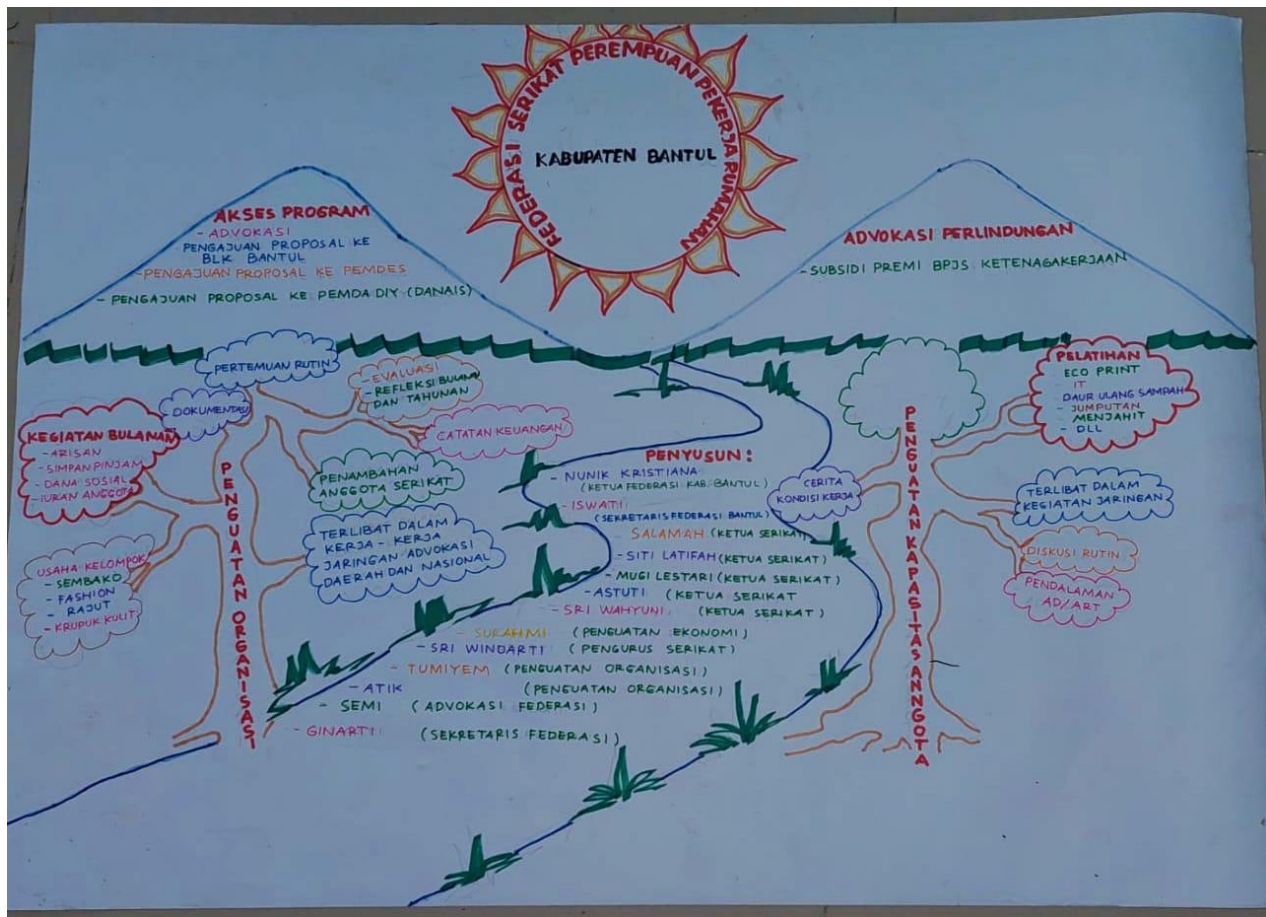 FEDERASI SERIKAT PEREMPUAN PEKERJA RUMAHAN
KABUPATEN BANTUL
AKSES PROGRAM
- ADVOKASI
PENGAJUAN PROPOSAL KE
BLK BANTUL
- PENGAJUAN PROPOSAL KE PEMDES
- PENGAJUAN PROPOSAL KE PEMDA DIY (DANAIS)
ADVOKASI PERLINDUNGAN
- SUBSIDI PREMI BPJS KETENAGAKERJAAN
PENGUATAN ORGANISASI
PERTEMUAN RUTIN
DOKUMENTASI
- EVALUASI
- REFLEKSI BULANAN
DAN TAHUNAN
CATATAN KEUANGAN
KEGIATAN BULANAN
- ARISAN
- SIMPAN PINJAM
- DANA SOSIAL
- IURAN ANGGOTA
PENAMBAHAN
ANGGOTA SERIKAT
TERLIBAT DALAM
KERJA - KERJA
JARINGAN ADVOKASI
DAERAH DAN NASIONAL
USAHA KELOMPOK
- SEMBAKO
- FASHION
- RAJUT
- KRUPUK KULIT
PENYUSUN :
- NUNIK KRISTIANA
(KETUA FEDERASI KAB. BANTUL)
- ISWATI
(SEKRETARIS FEDERASI BANTUL)
- SALAMAH (KETUA SERIKAT)
- SITI LATIFAH (KETUA SERIKAT)
- MUGI LESTARI (KETUA SERIKAT)
- ASTUTI (KETUA SERIKAT
- SRI WAHYUNI (KETUA SERIKAT)
- SUKAHMI (PENGUATAN EKONOMI)
- SRI WINDARTI (PENGURUS SERIKAT)
- TUMIYEM (PENGUATAN ORGANISASI)
- ATIK (PENGUATAN ORGANISASI)
- SEMI (ADVOKASI FEDERASI)
- GINARTI (SEKRETARIS FEDERASI)
PENGUATAN KAPASITAS ANNGOTA
PELATIHAN
ECO PRINT
- IT
DAUR ULANG SAMPAH
- JUMPUTAN
MENJAHIT
- DLL
CERITA
KONDISI KERJA
TERLIBAT DALAM
KEGIATAN JARINGAN
DISKUSI RUTIN
PENDALAMAN
AD/ART